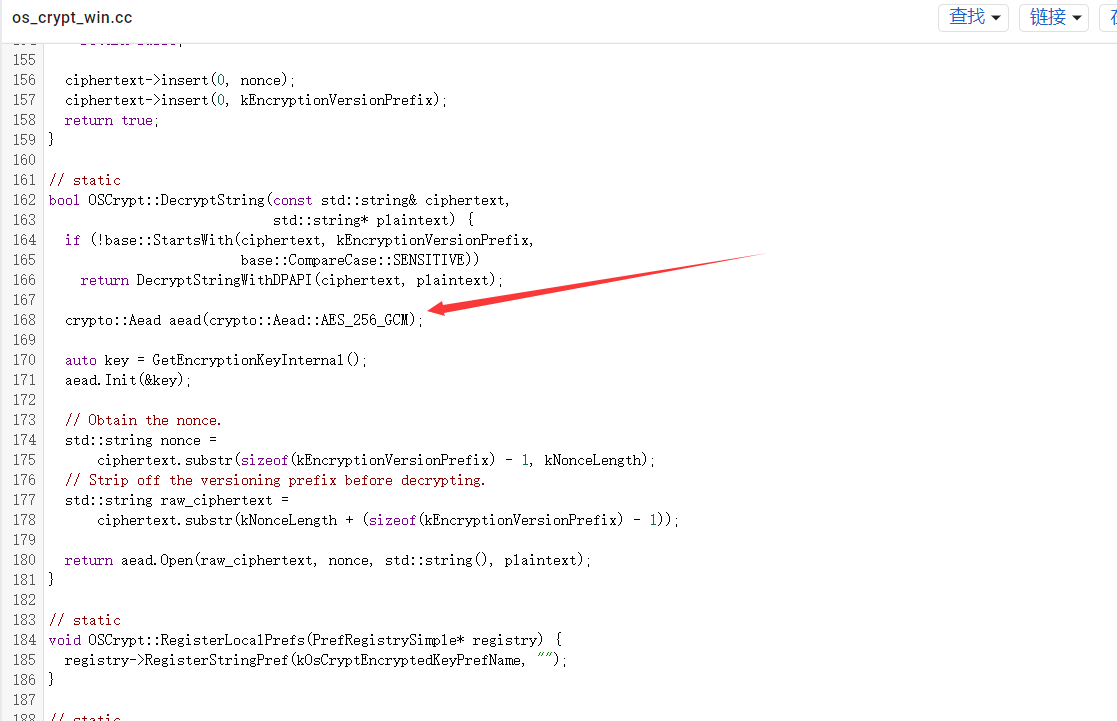 os_crypt_win.cc
查找
链接
155
156 ciphertext->insert(0, nonce);
157 ciphertext->insert(0, kEncryptionVersionPrefix);
158 return true;
159 }
160
161 // static
162 bool OSCrypt::DecryptString(const std::string& ciphertext,
163 std::string* plaintext) {
164 if (!base::StartsWith(ciphertext, kEncryptionVersionPrefix,
165 base::CompareCase::SENSITIVE))
166 return DecryptStringWithDPAPI(ciphertext, plaintext);
167
168 crypto::Aead aead(crypto::Aead::AES_256_GCM);
169
170 auto key = GetEncryptionKeyInternal();
171 aead.Init(&key);
172
173 // Obtain the nonce.
174 std::string nonce =
175 ciphertext.substr(sizeof(kEncryptionVersionPrefix) - 1, kNonceLength);
176 // Strip off the versioning prefix before decrypting.
177 std::string raw_ciphertext =
178 ciphertext.substr(kNonceLength + (sizeof(kEncryptionVersionPrefix) - 1));
179
180 return aead.Open(raw_ciphertext, nonce, std::string(), plaintext);
181 }
182
183 // static
184 void OSCrypt::RegisterLocalPrefs(PrefRegistrySimple* registry) {
185 registry->RegisterStringPref(kOsCryptEncryptedKeyPrefName, "");
186 }
187
188 // static